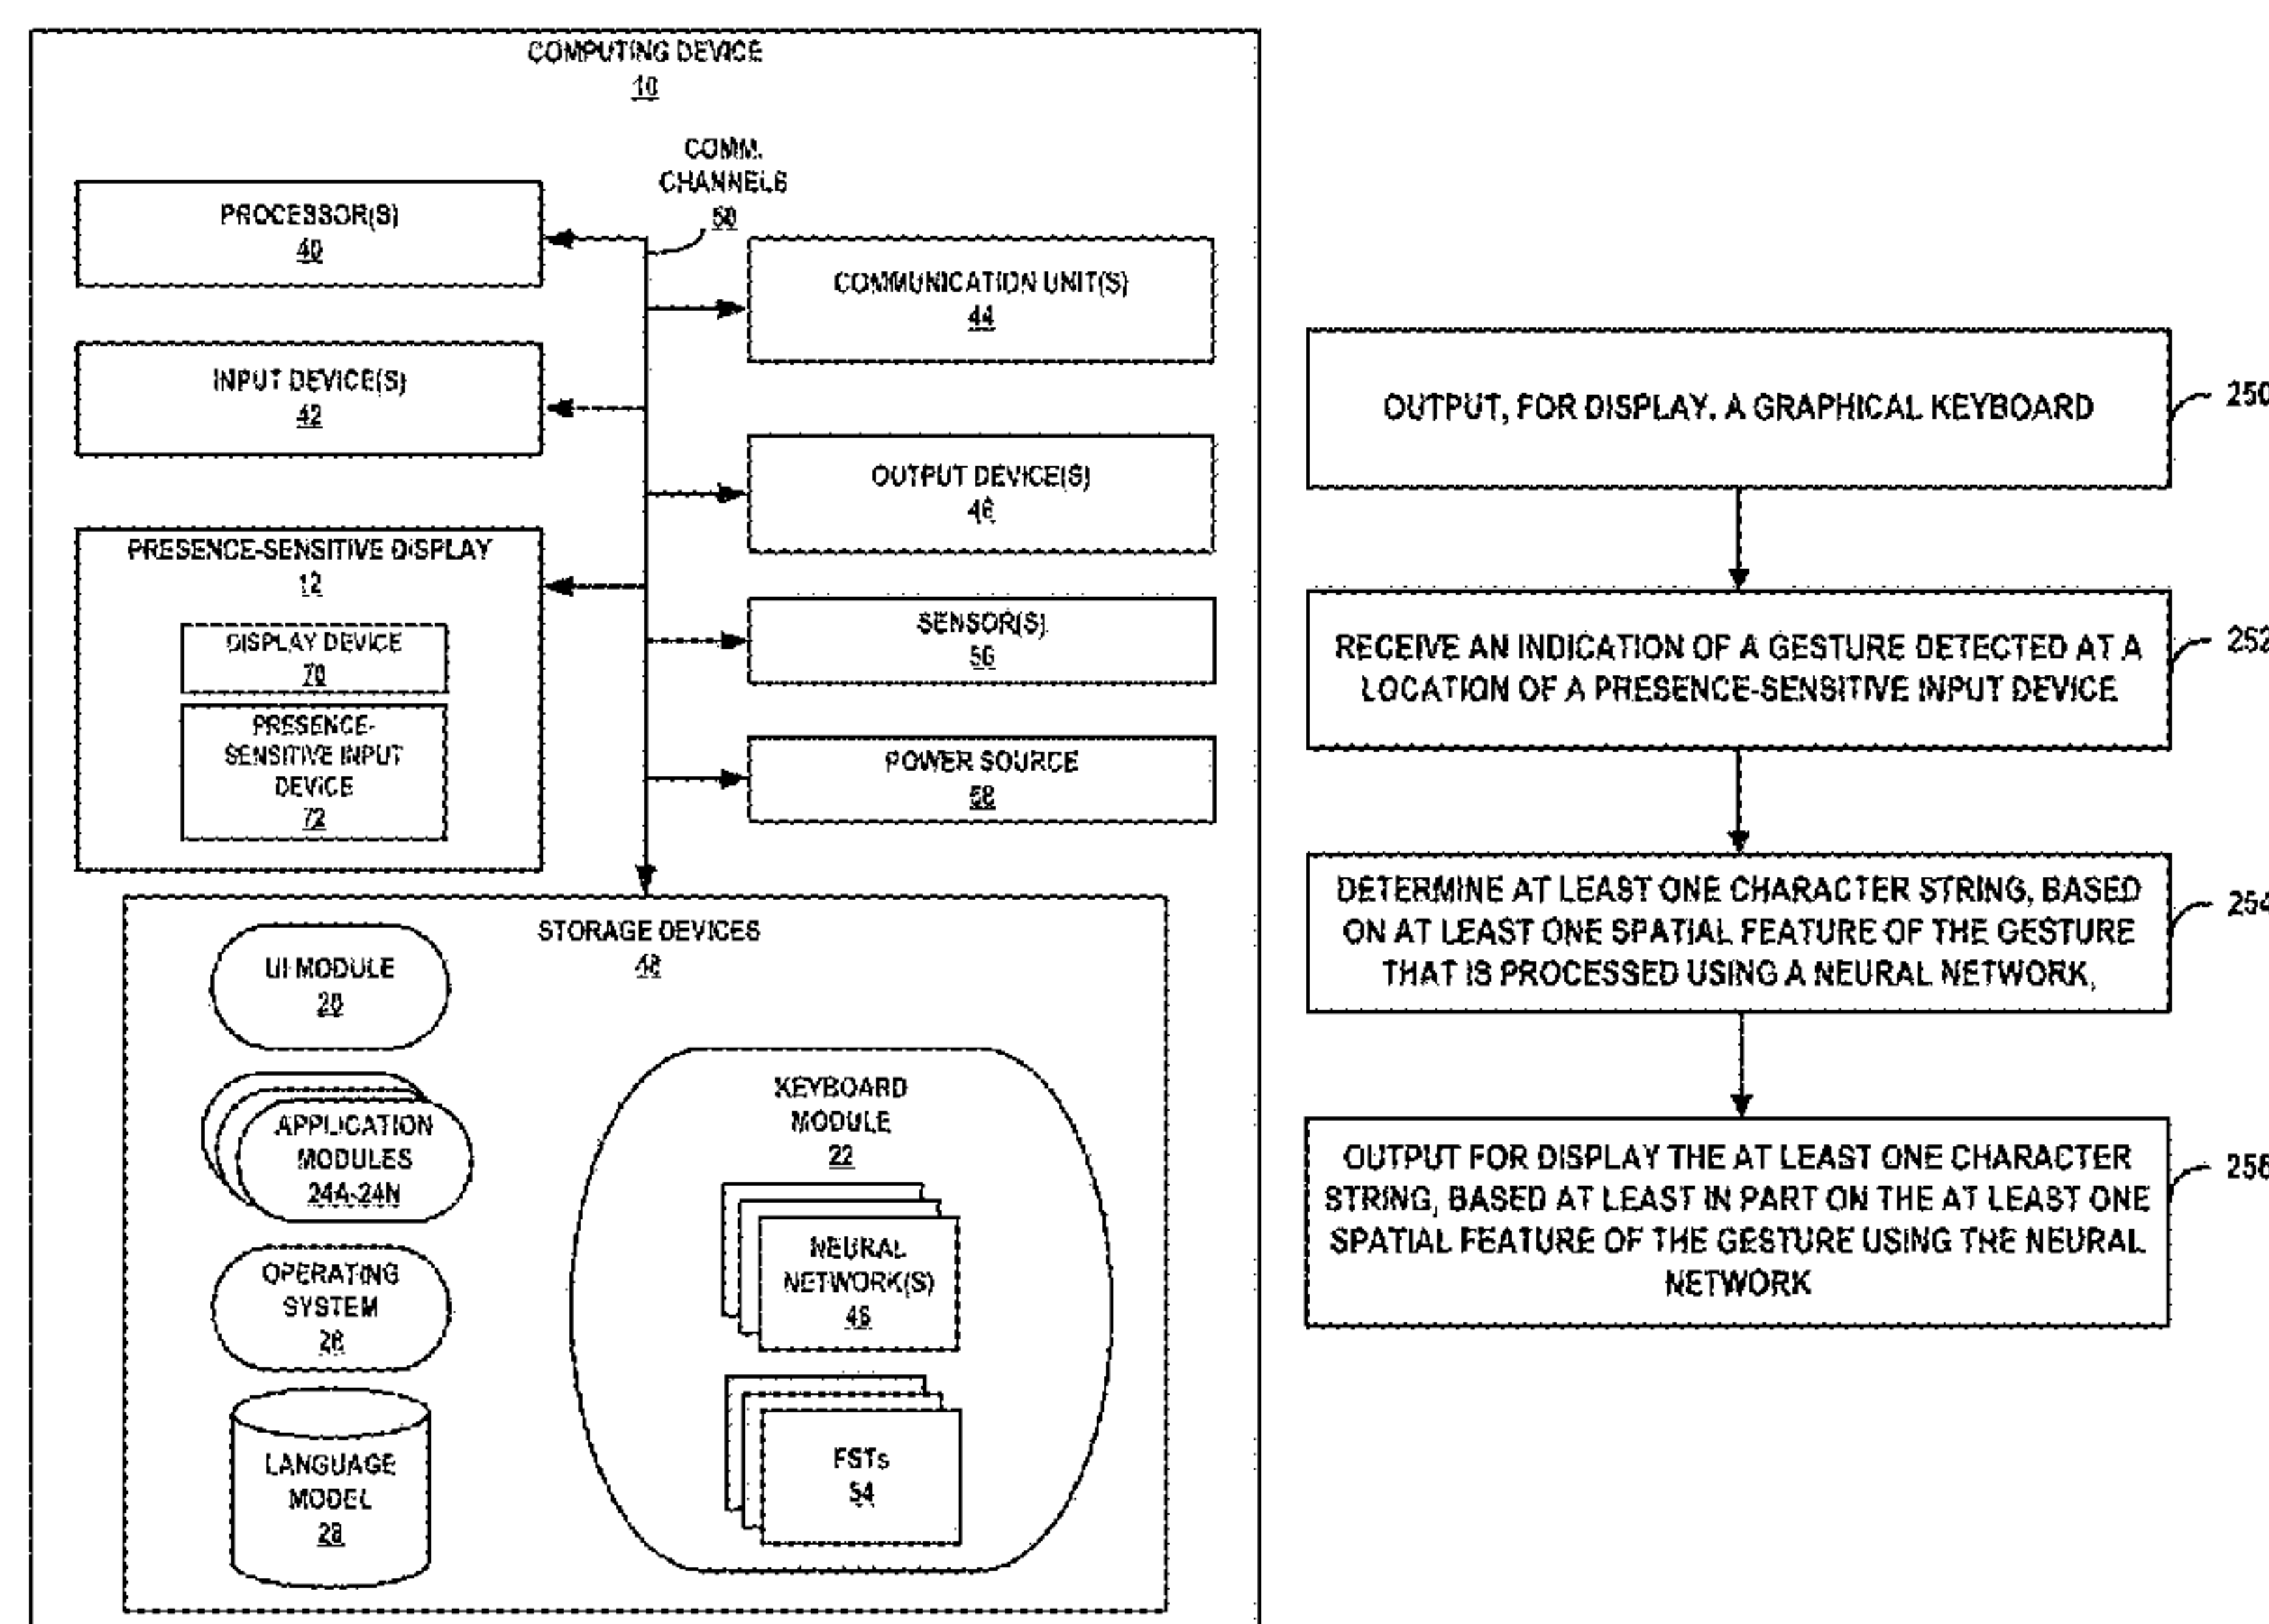 COMPUTING DEVICE
10
COMM.
CHANNELS
50
PROCESSOR(S)
40
COMMUNICATION UNIT(S)
44
INPUT DEVICE(S)
42
OUTPUT DEVICE(S)
46
PRESENCE-SENSITIVE DISPLAY
12
DISPLAY DEVICE
70
PRESENCE-
SENSITIVE INPUT
DEVICE
72
SENSOR(S)
56
POWER SOURCE
58
STORAGE DEVICES
48
UI MODULE
20
APPLICATION
MODULES
24A-24N
OPERATING
SYSTEM
26
LANGUAGE
MODEL
28
KEYBOARD
MODULE
22
NEURAL
NETWORK(S)
46
FSTs
54
OUTPUT, FOR DISPLAY, A GRAPHICAL KEYBOARD
250
RECEIVE AN INDICATION OF A GESTURE DETECTED AT A
LOCATION OF A PRESENCE-SENSITIVE INPUT DEVICE
252
DETERMINE AT LEAST ONE CHARACTER STRING, BASED
ON AT LEAST ONE SPATIAL FEATURE OF THE GESTURE
THAT IS PROCESSED USING A NEURAL NETWORK,
254
OUTPUT FOR DISPLAY THE AT LEAST ONE CHARACTER
STRING, BASED AT LEAST IN PART ON THE AT LEAST ONE
SPATIAL FEATURE OF THE GESTURE USING THE NEURAL
NETWORK
256